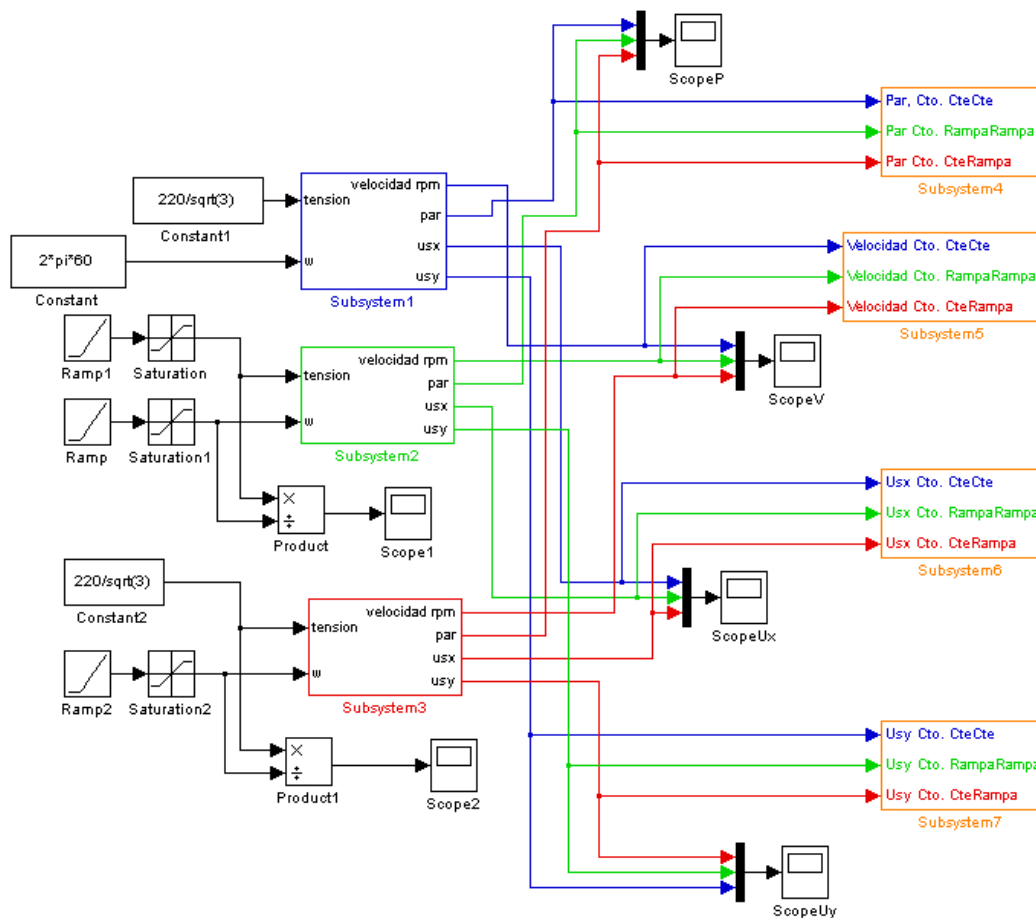 ScopeP
Par, Cto. CteCte
Par Cto. RampaRampa
Par Cto. CteRampa
Subsystem4
220/sqrt(3)
Constant1
2*pi*60
Constant
tension
w
velocidad rpm
par
usx
usy
Subsystem1
Velocidad Cto. CteCte
Velocidad Cto. RampaRampa
Velocidad Cto. CteRampa
Subsystem5
Ramp1
Saturation
Ramp
Saturation1
tension
w
velocidad rpm
par
usx
usy
Subsystem2
ScopeV
×
÷
Product
Scope1
Usx Cto. CteCte
Usx Cto. RampaRampa
Usx Cto. CteRampa
Subsystem6
220/sqrt(3)
Constant2
ScopeUx
Ramp2
Saturation2
tension
w
velocidad rpm
par
usx
usy
Subsystem3
×
÷
Product1
Scope2
Usy Cto. CteCte
Usy Cto. RampaRampa
Usy Cto. CteRampa
Subsystem7
ScopeUy